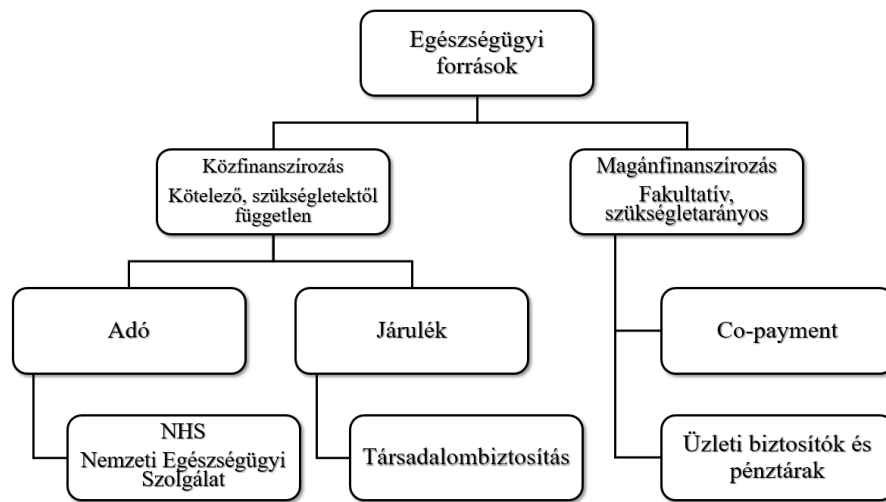 Egészségügyi
források
Közfinanszírozás
Kötelező, szükségletektől
független
Magánfinanszírozás
Fakultatív,
szükségletarányos
Adó
Járulék
Co-payment
NHS
Nemzeti Egészségügyi
Szolgálat
Társadalombiztosítás
Üzleti biztosítók és
pénztárak